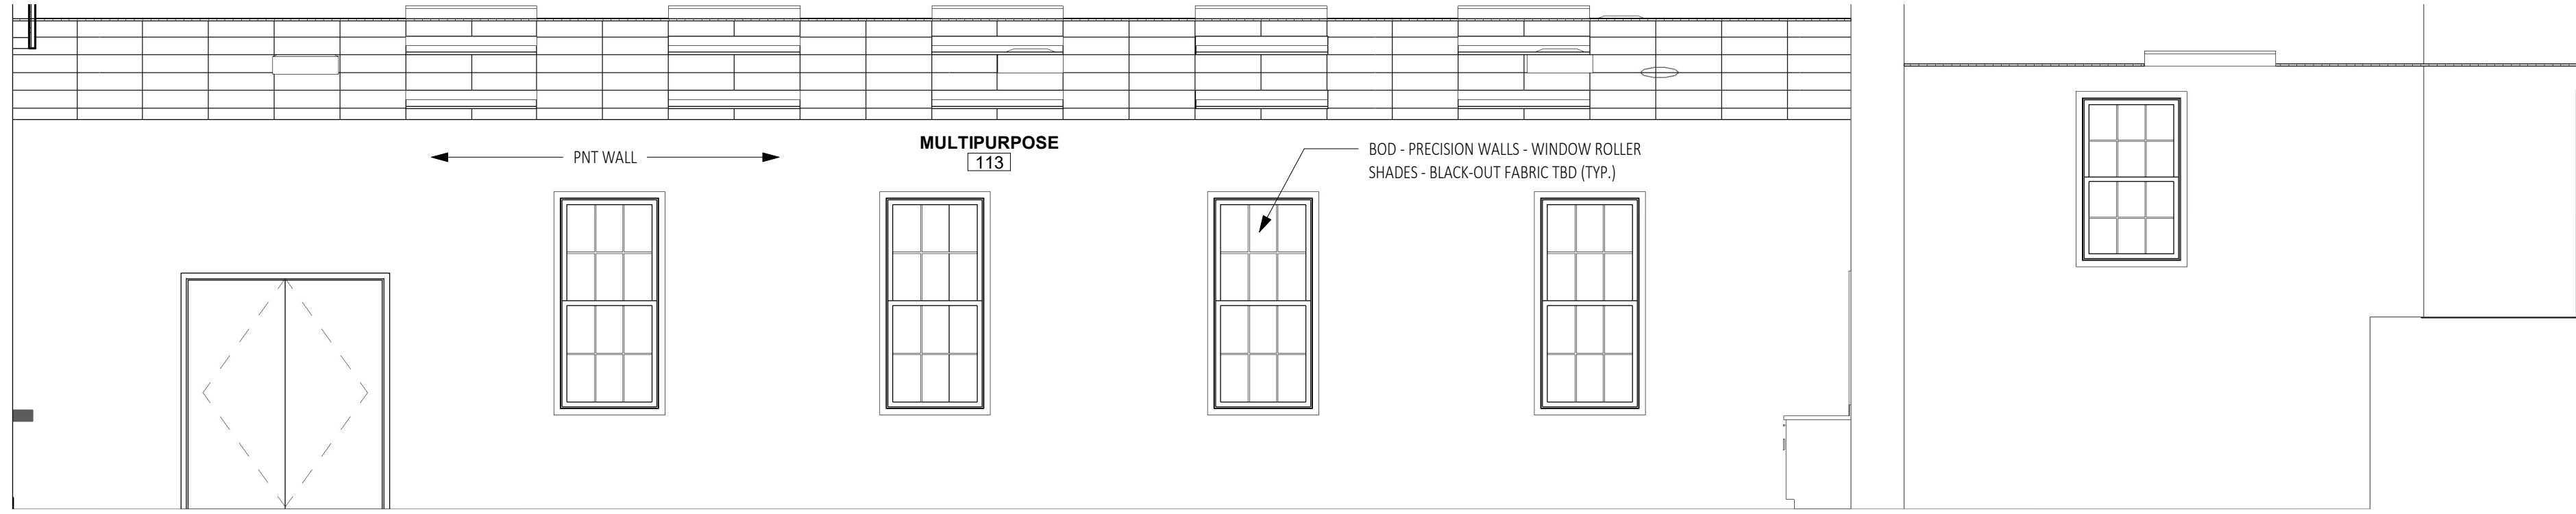 MULTIPURPOSE
113
PNT WALL
BOD - PRECISION WALLS - WINDOW ROLLER
SHADES - BLACK-OUT FABRIC TBD (TYP.)